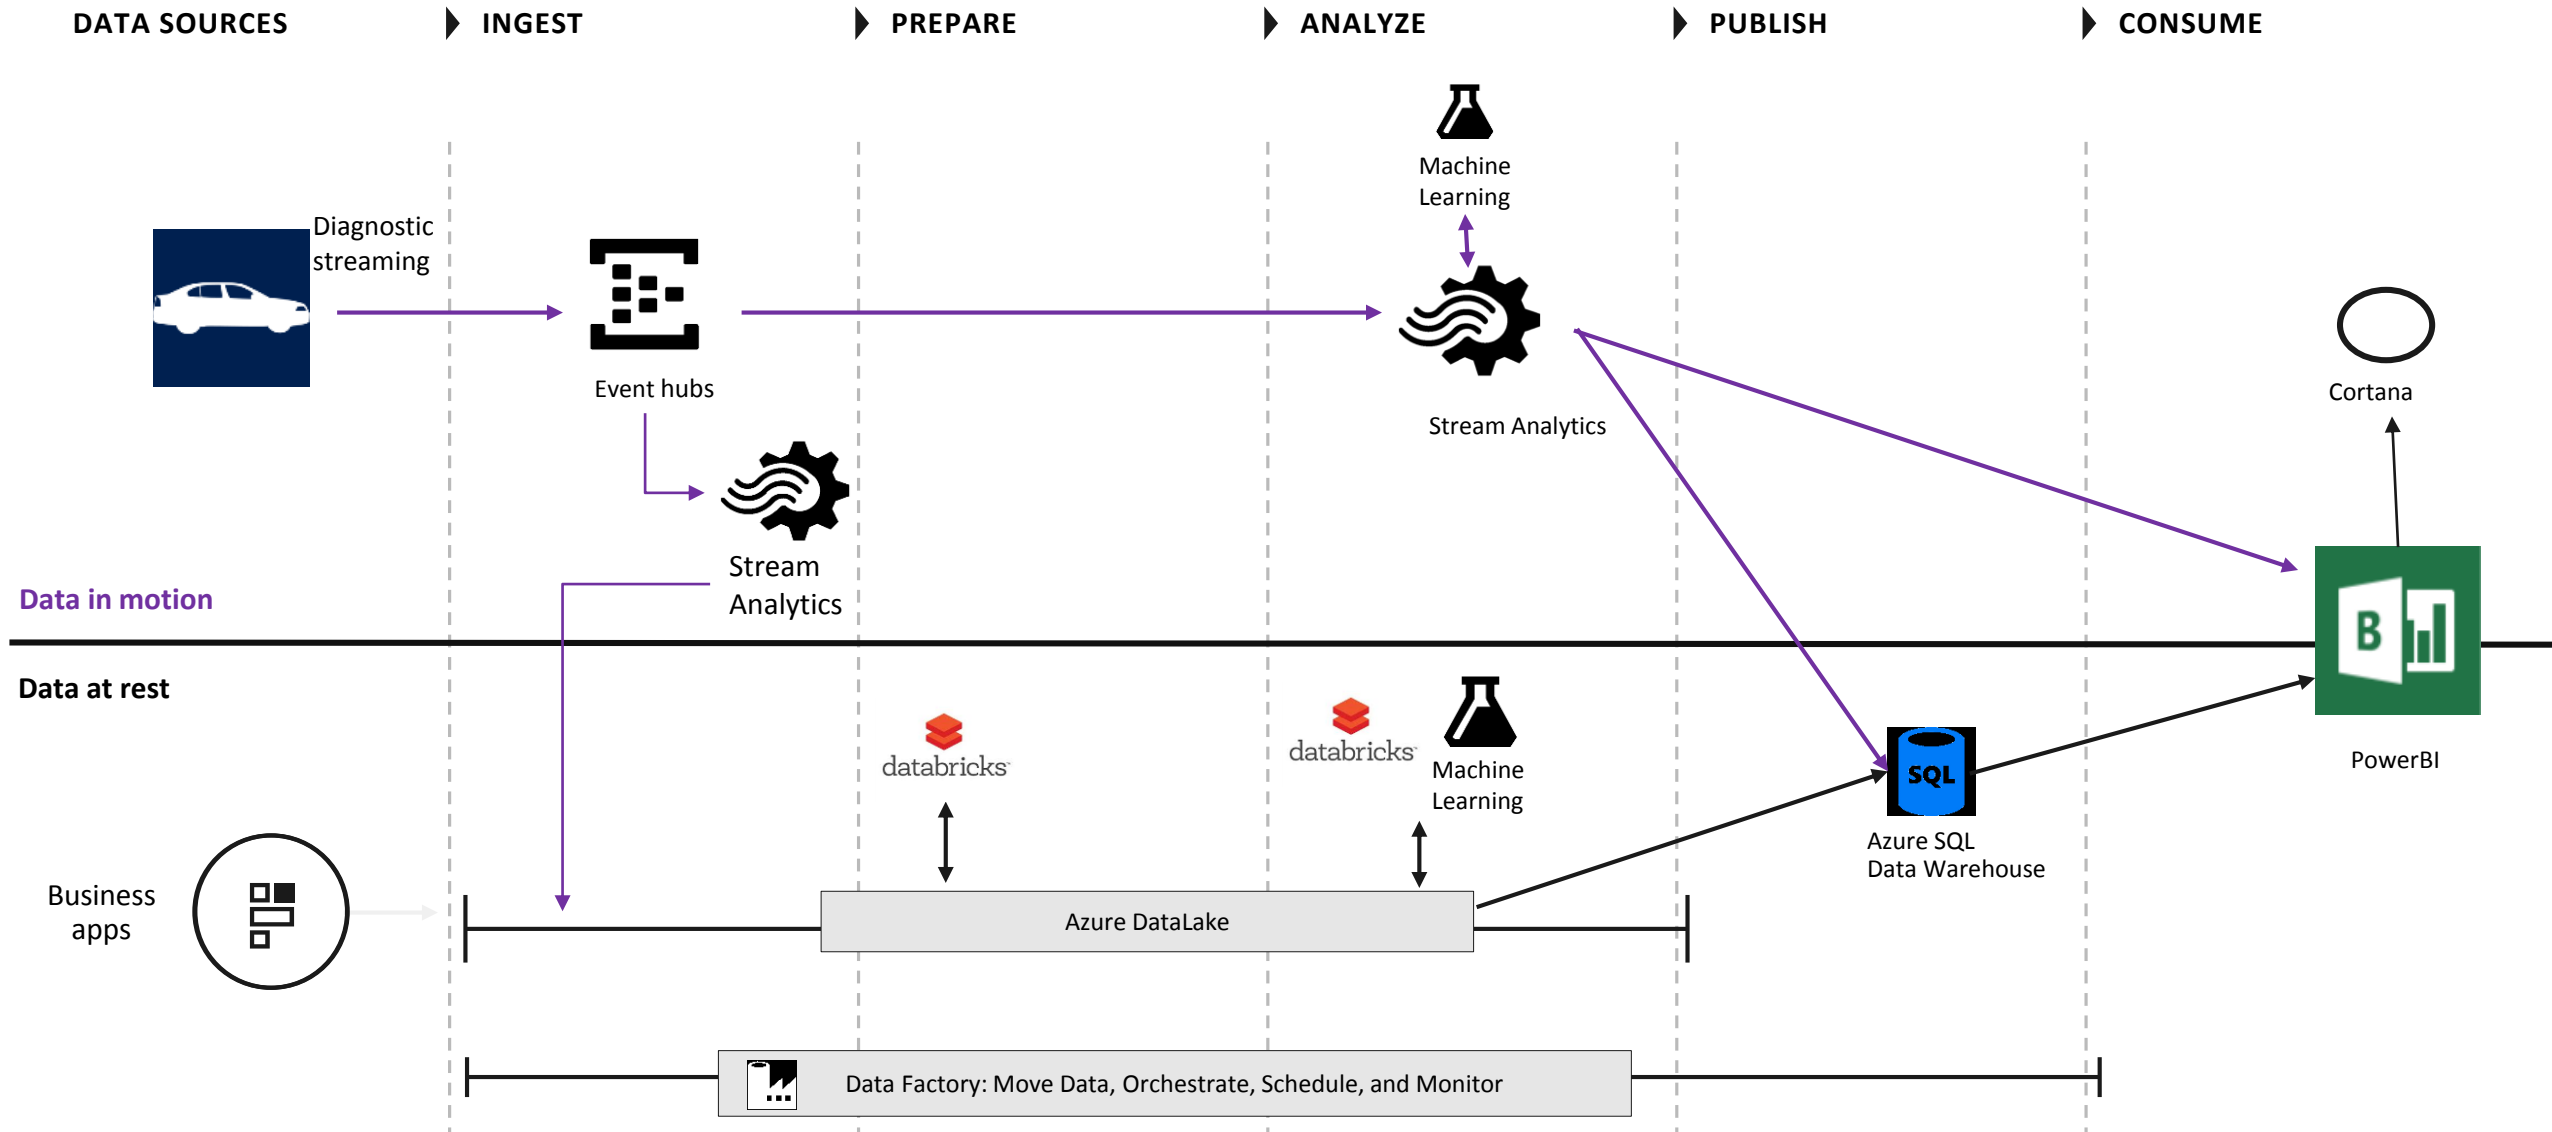 DATA SOURCES
INGEST
PREPARE
ANALYZE
PUBLISH
CONSUME
Machine
Learning
Diagnostic
streaming
Event hubs
Stream Analytics
Cortana
Stream
Analytics
Data in motion
Data at rest
B
databricks
databricks
Machine
Learning
SQL
PowerBI
Azure SQL
Data Warehouse
Business
apps
Azure DataLake
Data Factory: Move Data, Orchestrate, Schedule, and Monitor